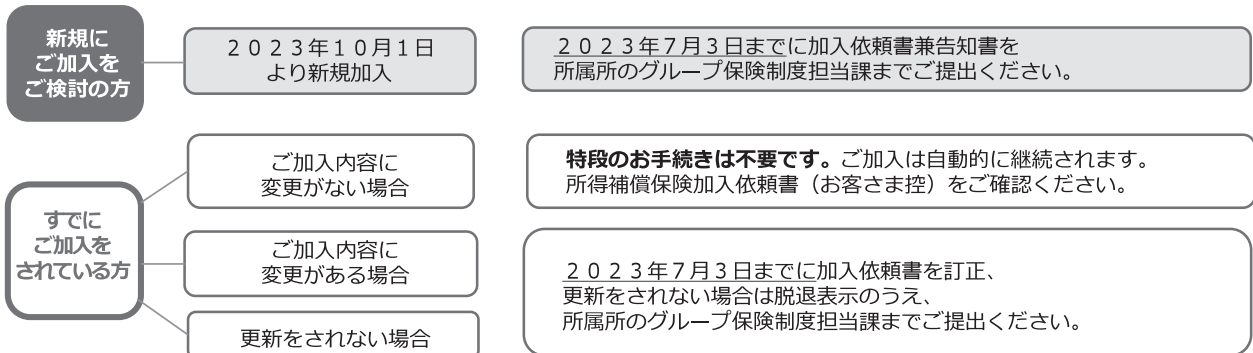 新規に
ご加入を
ご検討の方
２０２３年１０月１日
より新規加入
２０２３年７月３日までに加入依頼書兼告知書を
所属所のグループ保険制度担当課までご提出ください。
すでに
ご加入を
されている方
ご加入内容に
変更がない場合
特段のお手続きは不要です。ご加入は自動的に継続されます。
所得補償保険加入依頼書（お客さま控）をご確認ください。
ご加入内容に
変更がある場合
更新をされない場合
２０２３年７月３日までに加入依頼書を訂正、
更新をされない場合は脱退表示のうえ、
所属所のグループ保険制度担当課までご提出ください。